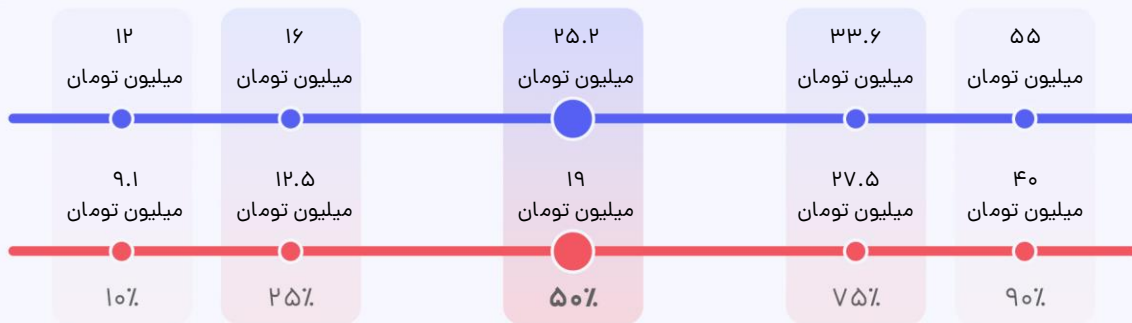 ۱۲ ۱۶ ۲۵.۲ ۳۳.۶ ۵۵
میلیون تومان میلیون تومان میلیون تومان میلیون تومان میلیون تومان
۹.۱ ۱۲.۵ ۱۹ ۲۷.۵ ۴۰
میلیون تومان میلیون تومان میلیون تومان میلیون تومان میلیون تومان
۱۰٪ ۲۵٪ ۵۰٪ ۷۵٪ ۹۰٪